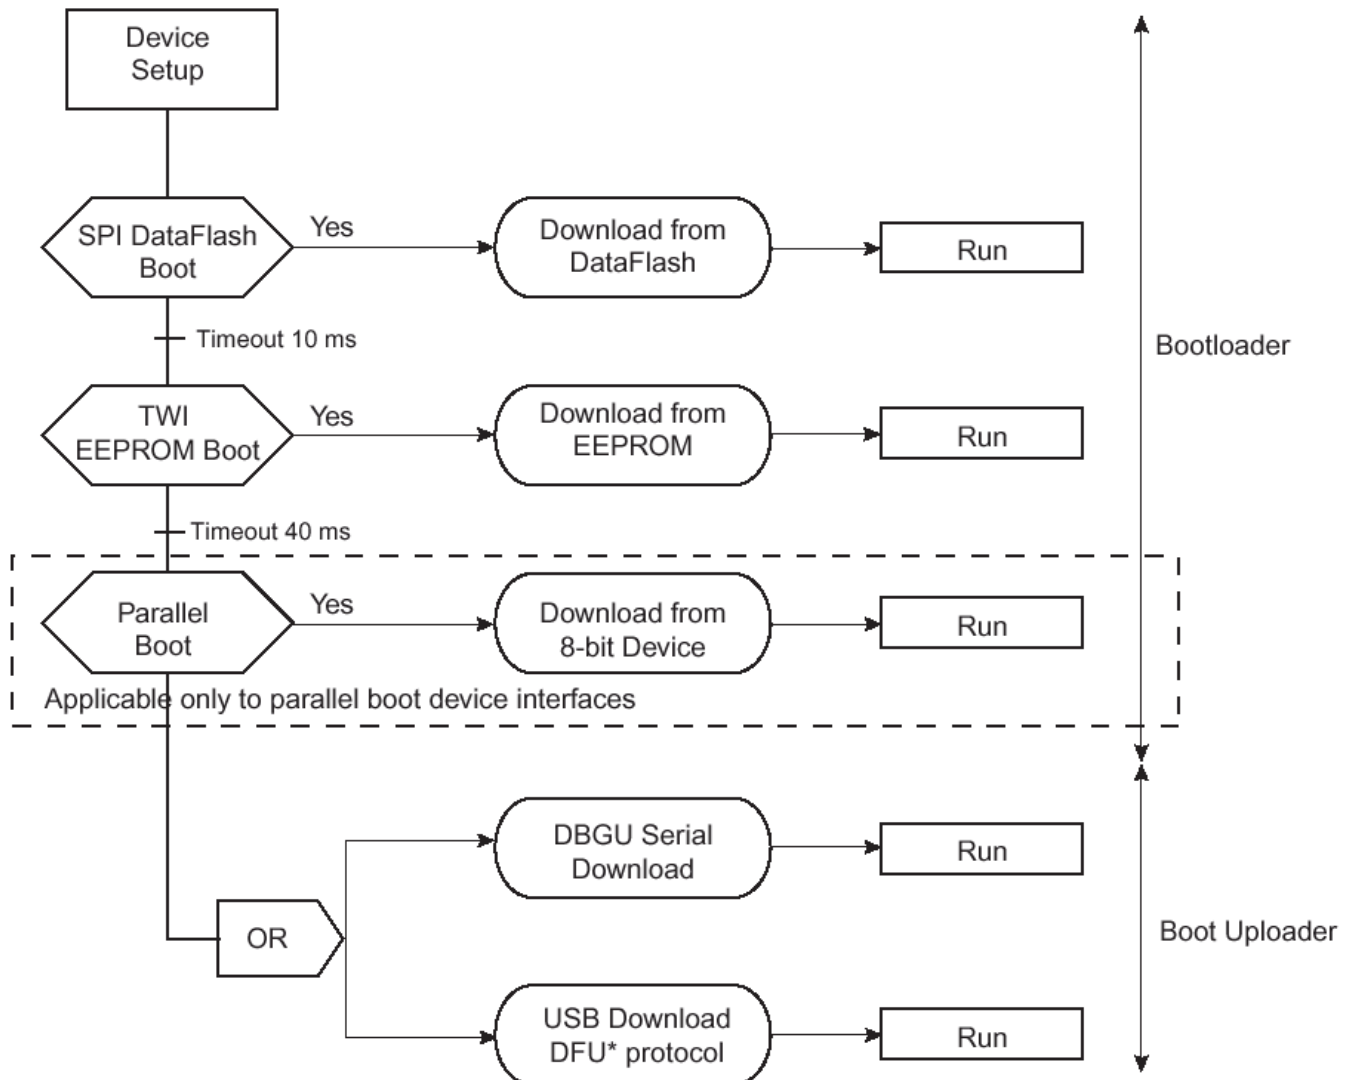 Device
Setup
SPI DataFlash
Boot
Yes
Download from
DataFlash
Run
Timeout 10 ms
Bootloader
TWI
EEPROM Boot
Yes
Download from
EEPROM
Run
Timeout 40 ms
Parallel
Boot
Yes
Download from
8-bit Device
Run
Applicable only to parallel boot device interfaces
DBGU Serial
Download
Run
OR
Boot Uploader
USB Download
DFU* protocol
Run